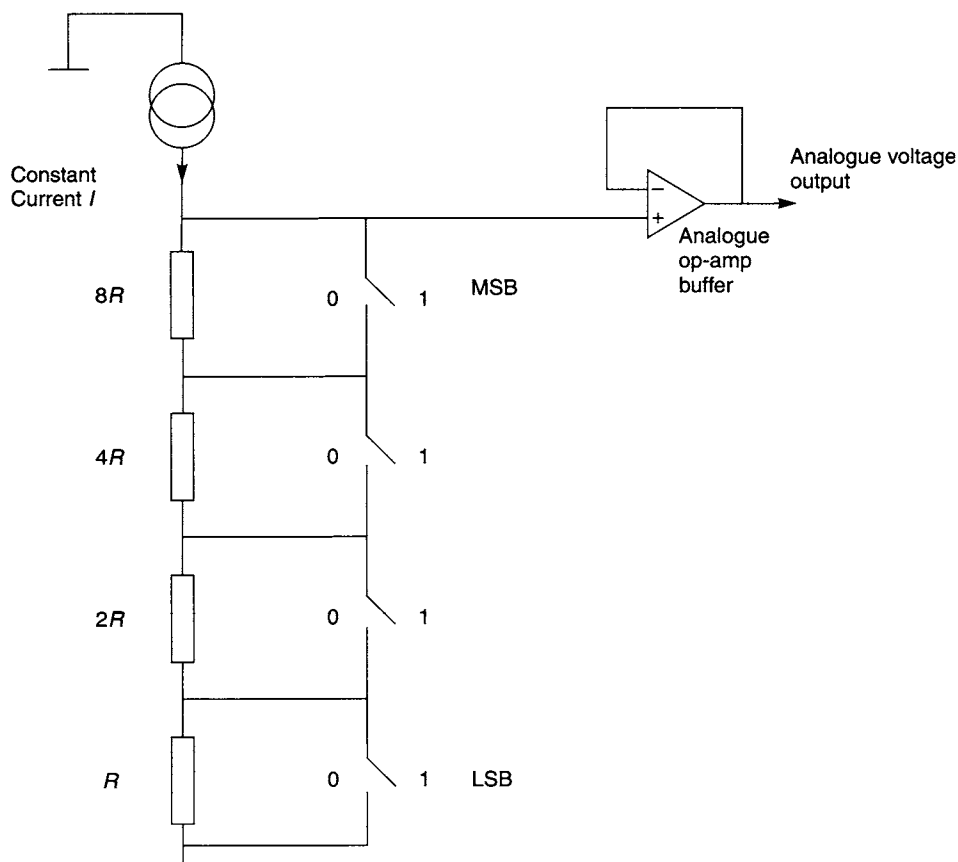 Constant
Current I
Analogue voltage
output
Analogue
op-amp
buffer
−
+
8R
0
1
MSB
4R
0
1
2R
0
1
R
0
1
LSB